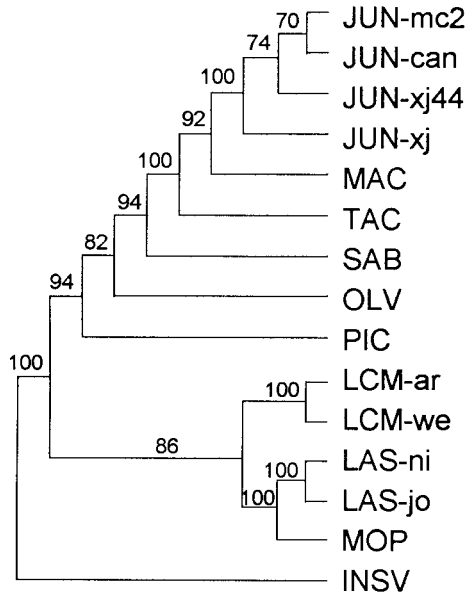 70 JUN-mc2
74 JUN-can
100 JUN-xj44
92 JUN-xj
100 MAC
94 TAC
82 SAB
94 OLV
PIC
100 LCM-ar
100 LCM-we
86
100 LAS-ni
100 LAS-jo
MOP
INSV